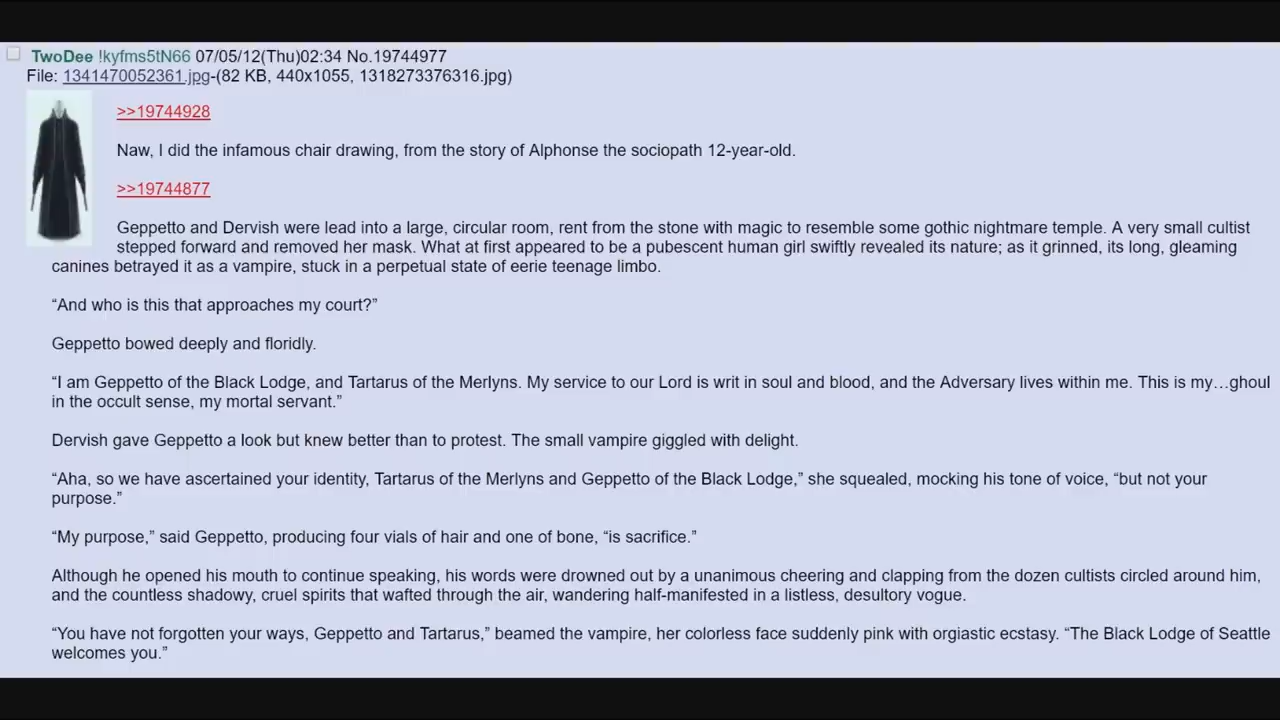 TwoDee !kyfms5tN66 07/05/12(Thu)02:34 No.19744977
File: 1341470052361.jpg-(82 KB, 440x1055, 1318273376316.jpg)
>>19744928
Naw, I did the infamous chair drawing, from the story of Alphonse the sociopath 12-year-old.
>>19744877
Geppetto and Dervish were lead into a large, circular room, rent from the stone with magic to resemble some gothic nightmare temple. A very small cultist
stepped forward and removed her mask. What at first appeared to be a pubescent human girl swiftly revealed its nature; as it grinned, its long, gleaming
canines betrayed it as a vampire, stuck in a perpetual state of eerie teenage limbo.
“And who is this that approaches my court?”
Geppetto bowed deeply and floridly.
“I am Geppetto of the Black Lodge, and Tartarus of the Merlyns. My service to our Lord is writ in soul and blood, and the Adversary lives within me. This is my…ghoul
in the occult sense, my mortal servant.”
Dervish gave Geppetto a look but knew better than to protest. The small vampire giggled with delight.
“Aha, so we have ascertained your identity, Tartarus of the Merlyns and Geppetto of the Black Lodge,” she squealed, mocking his tone of voice, “but not your
purpose.”
“My purpose,” said Geppetto, producing four vials of hair and one of bone, “is sacrifice.”
Although he opened his mouth to continue speaking, his words were drowned out by a unanimous cheering and clapping from the dozen cultists circled around him,
and the countless shadowy, cruel spirits that wafted through the air, wandering half-manifested in a listless, desultory vogue.
“You have not forgotten your ways, Geppetto and Tartarus,” beamed the vampire, her colorless face suddenly pink with orgiastic ecstasy. “The Black Lodge of Seattle
welcomes you.”